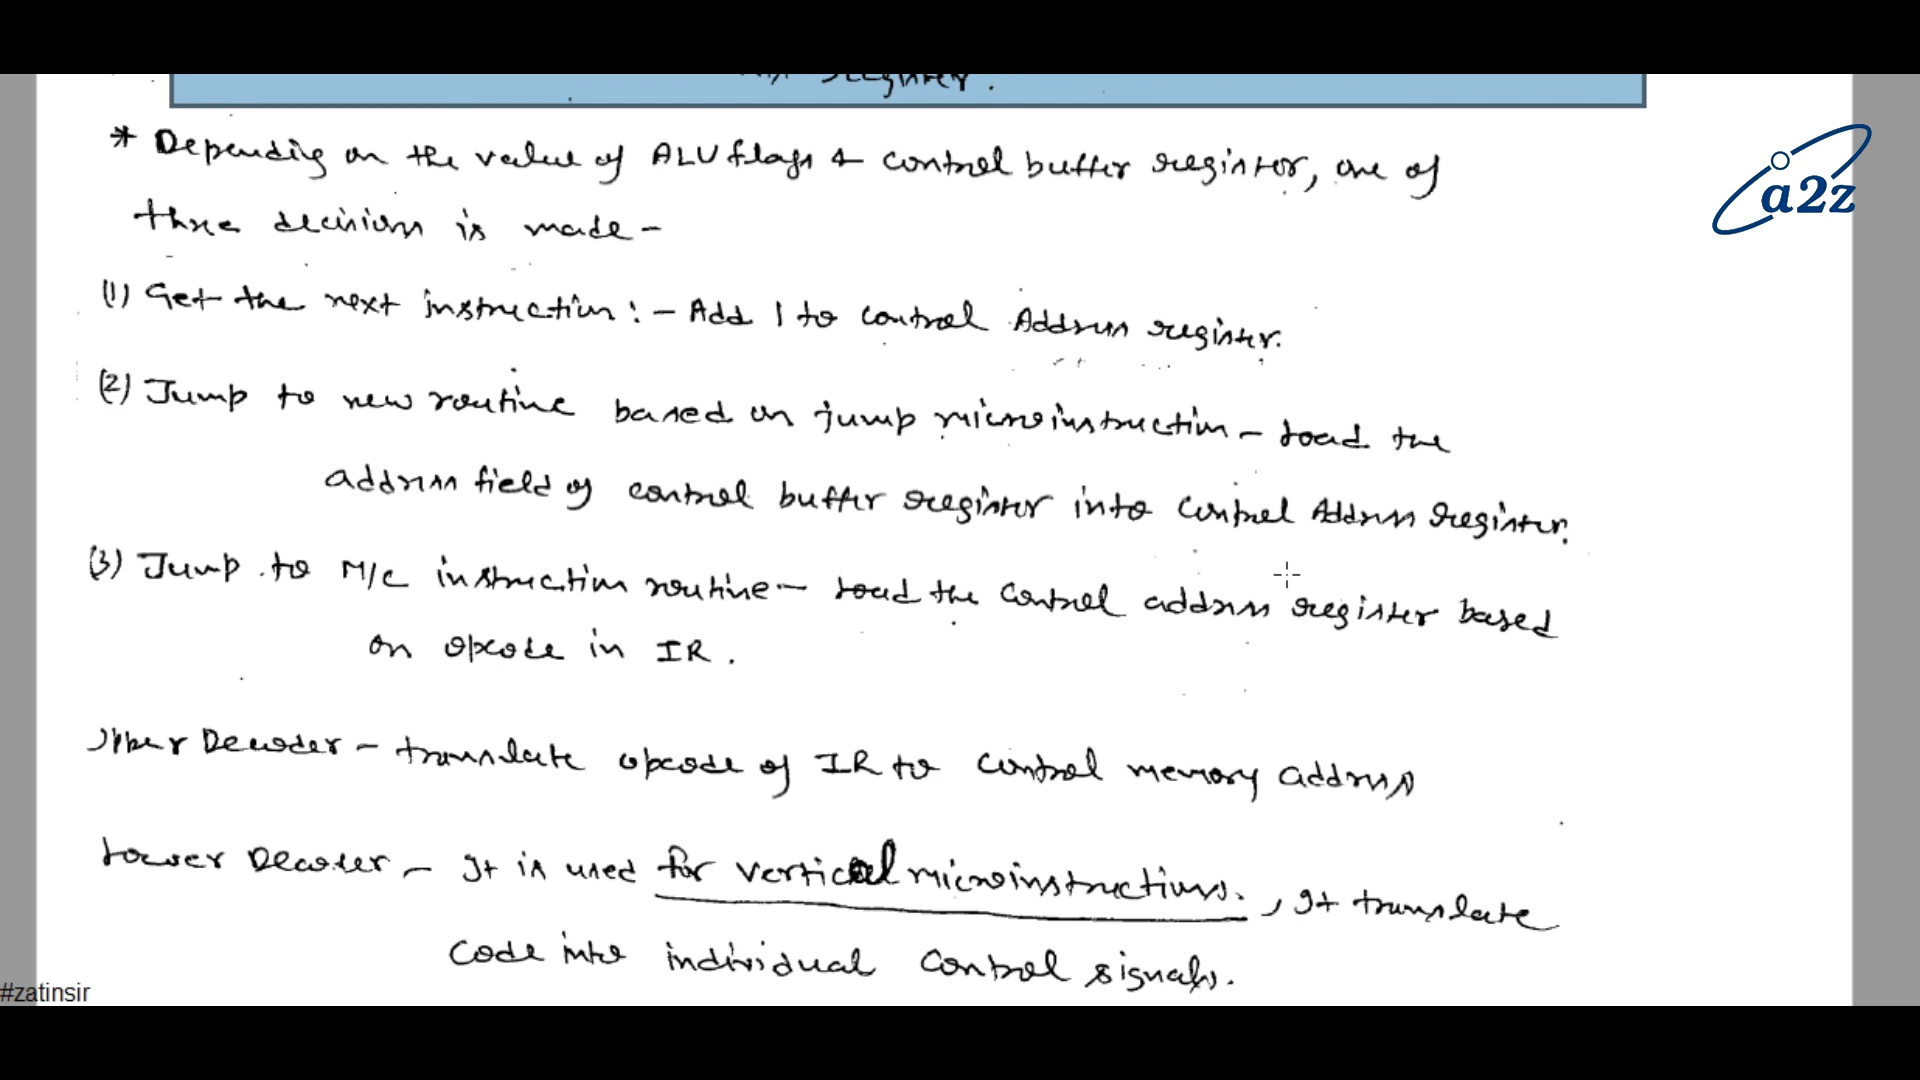 register.
* Depending on the value of ALU flags & control buffer register, one of
three decisions is made -
(1) Get the next instruction : - Add 1 to control Address register.
(2) Jump to new routine based on jump microinstruction - Load the
address field of control buffer register into Control Address Register.
(3) Jump to M/C instruction routine - Load the Control address register based
on opcode in IR.
Upper Decoder - translate opcode of IR to control memory address
Lower Decoder - It is used for vertical microinstructions. , It translate
Code into individual Control signals.
a2z
#zatinsir